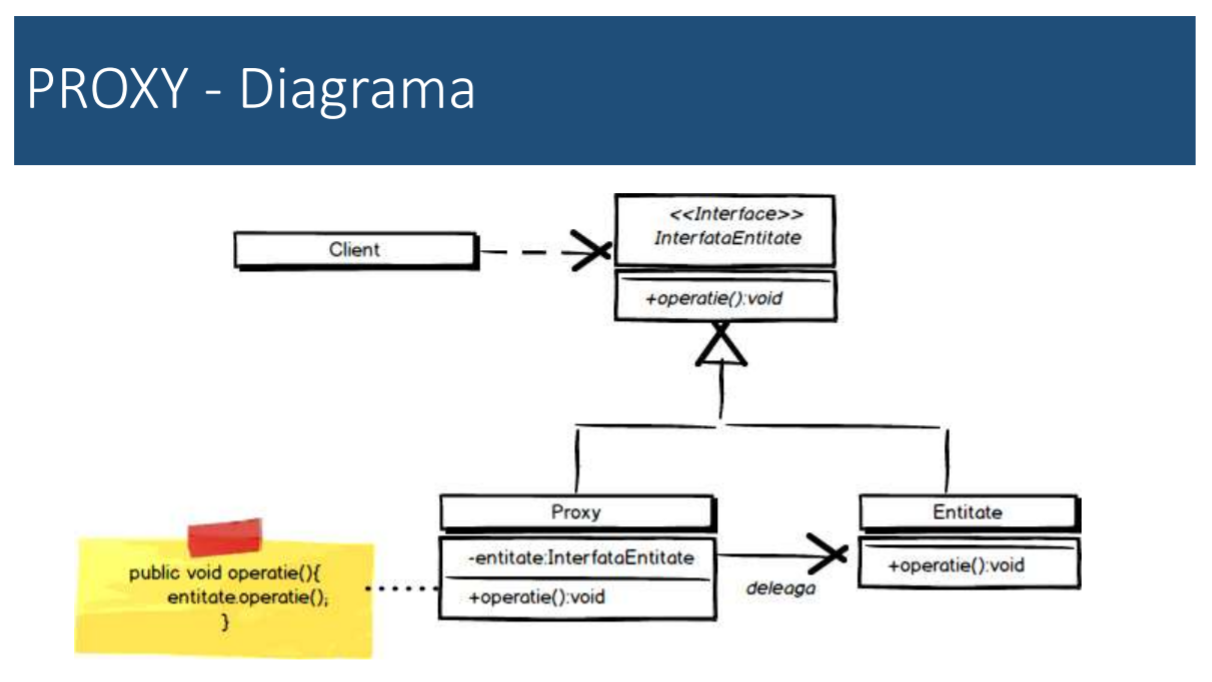 PROXY - Diagrama
Client
<<Interface>>
InterfataEntitate
+operatie():void
Proxy
-entitate:InterfataEntitate
+operatie():void
deleaga
Entitate
+operatie():void
public void operatie(){
entitate.operatie();
}